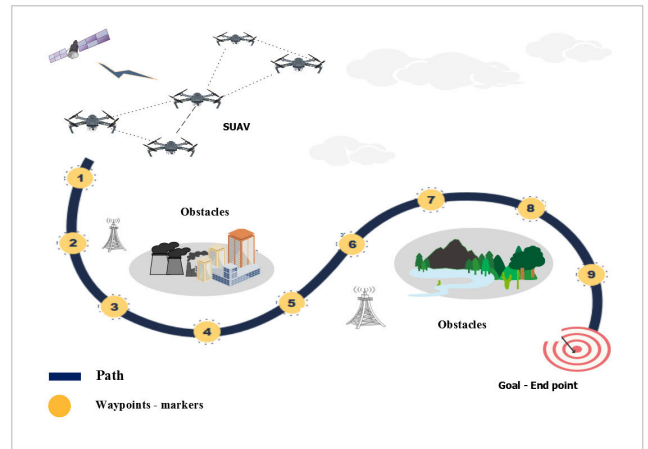 SUAV
1
Obstacles
7
8
2
6
9
3
5
4
Obstacles
Path
Goal - End point
Waypoints - markers